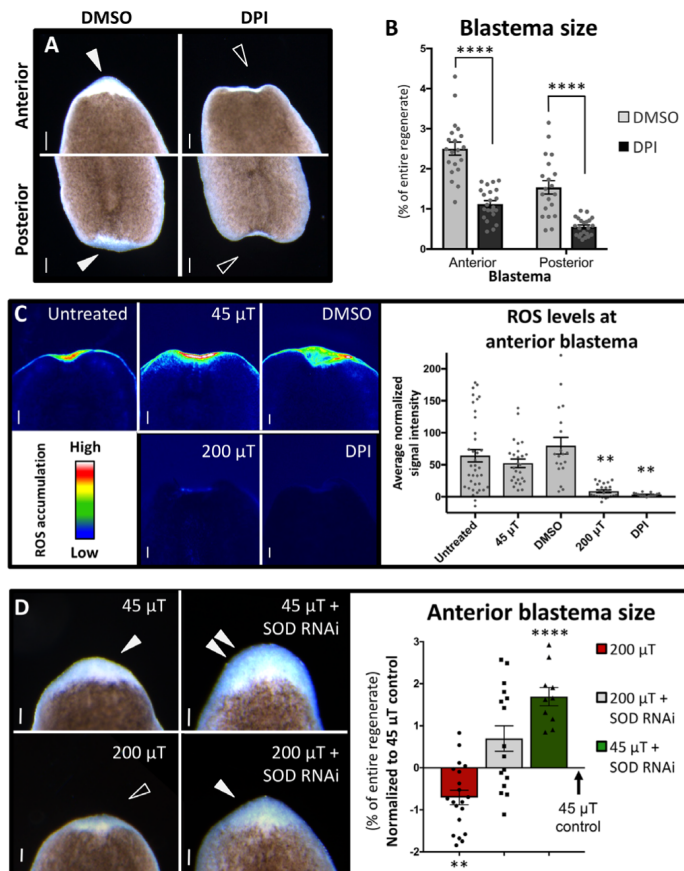 DMSO
DPI
A
Anterior
Posterior
B
Blastema size
(% of entire regenerate)
5
4
3
2
1
0
****
****
DMSO
DPI
Anterior
Posterior
Blastema
C
Untreated
45 µT
DMSO
ROS accumulation
High
Low
200 µT
DPI
ROS levels at
anterior blastema
Average normalized
signal intensity
200
150
100
50
0
**
**
Untreated
45 µT
DMSO
200 µT
DPI
D
45 µT
45 µT +
SOD RNAi
200 µT
200 µT +
SOD RNAi
Anterior blastema size
(% of entire regenerate)
Normalized to 45 µT control
3
2
1
0
-1
-2
****
**
200 µT
200 µT +
SOD RNAi
45 µT +
SOD RNAi
45 µT
control